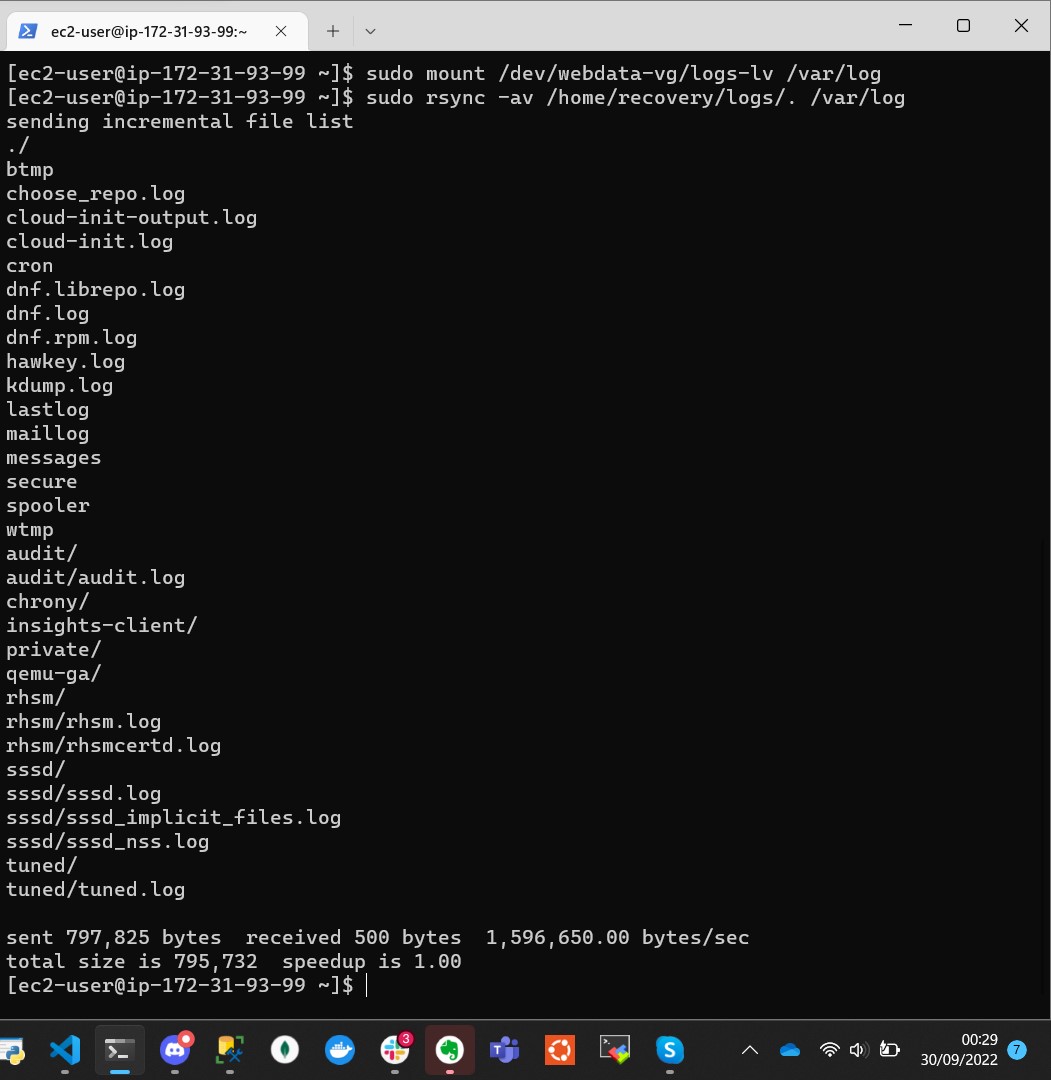 ec2-user@ip-172-31-93-99:~
[ec2-user@ip-172-31-93-99 ~]$ sudo mount /dev/webdata-vg/logs-lv /var/log
[ec2-user@ip-172-31-93-99 ~]$ sudo rsync -av /home/recovery/logs/. /var/log
sending incremental file list
./
btmp
choose_repo.log
cloud-init-output.log
cloud-init.log
cron
dnf.librepo.log
dnf.log
dnf.rpm.log
hawkey.log
kdump.log
lastlog
maillog
messages
secure
spooler
wtmp
audit/
audit/audit.log
chrony/
insights-client/
private/
qemu-ga/
rhsm/
rhsm/rhsm.log
rhsm/rhsmcertd.log
sssd/
sssd/sssd.log
sssd/sssd_implicit_files.log
sssd/sssd_nss.log
tuned/
tuned/tuned.log
sent 797,825 bytes  received 500 bytes  1,596,650.00 bytes/sec
total size is 795,732  speedup is 1.00
[ec2-user@ip-172-31-93-99 ~]$
3
00:29
30/09/2022
7